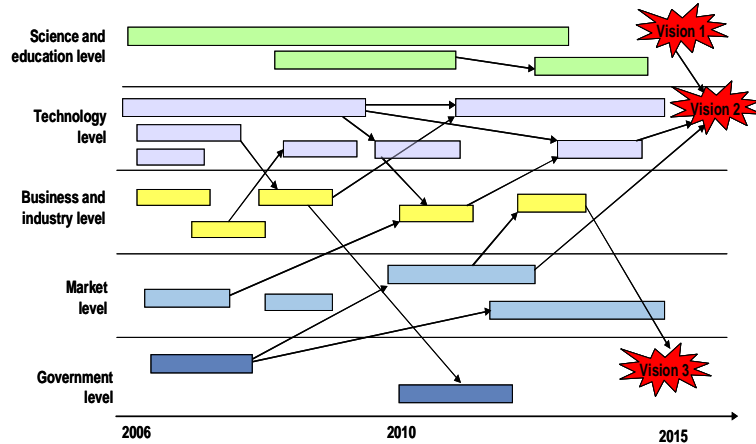 Science and
education level
Vision 1
Technology
level
Vision 2
Business and
industry level
Market
level
Government
level
Vision 3
2006
2010
2015